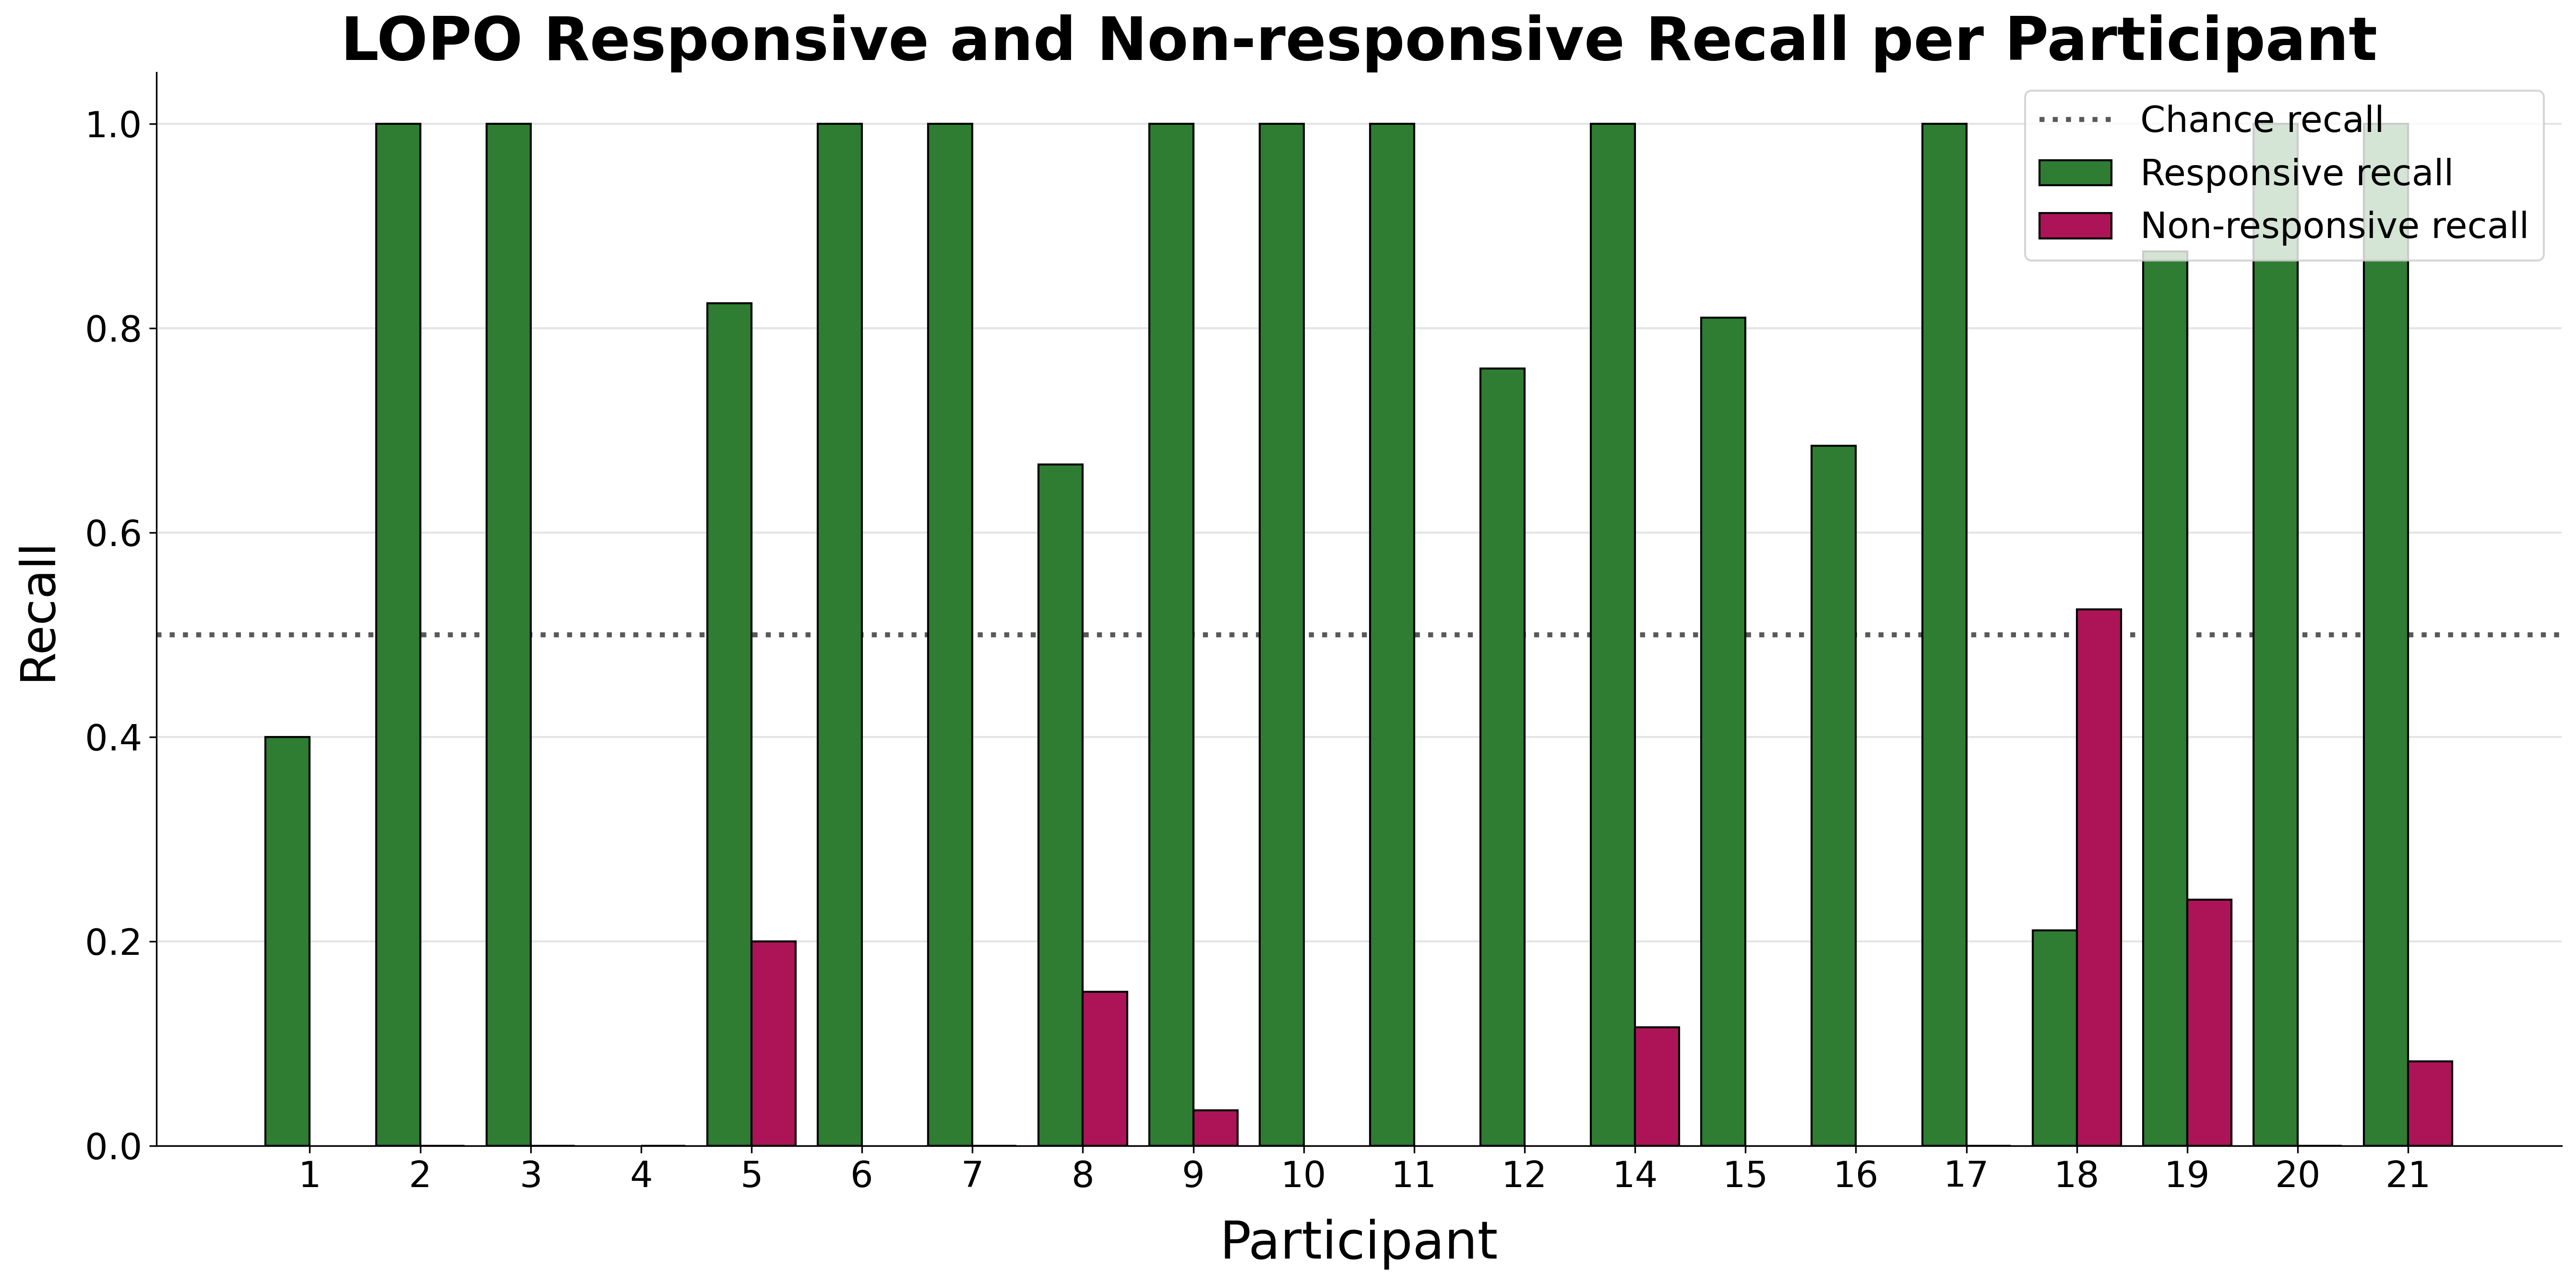 LOPO Responsive and Non-responsive Recall per Participant
Chance recall
Responsive recall
Non-responsive recall
Recall
1.0
0.8
0.6
0.4
0.2
0.0
1 2 3 4 5 6 7 8 9 10 11 12 14 15 16 17 18 19 20 21
Participant